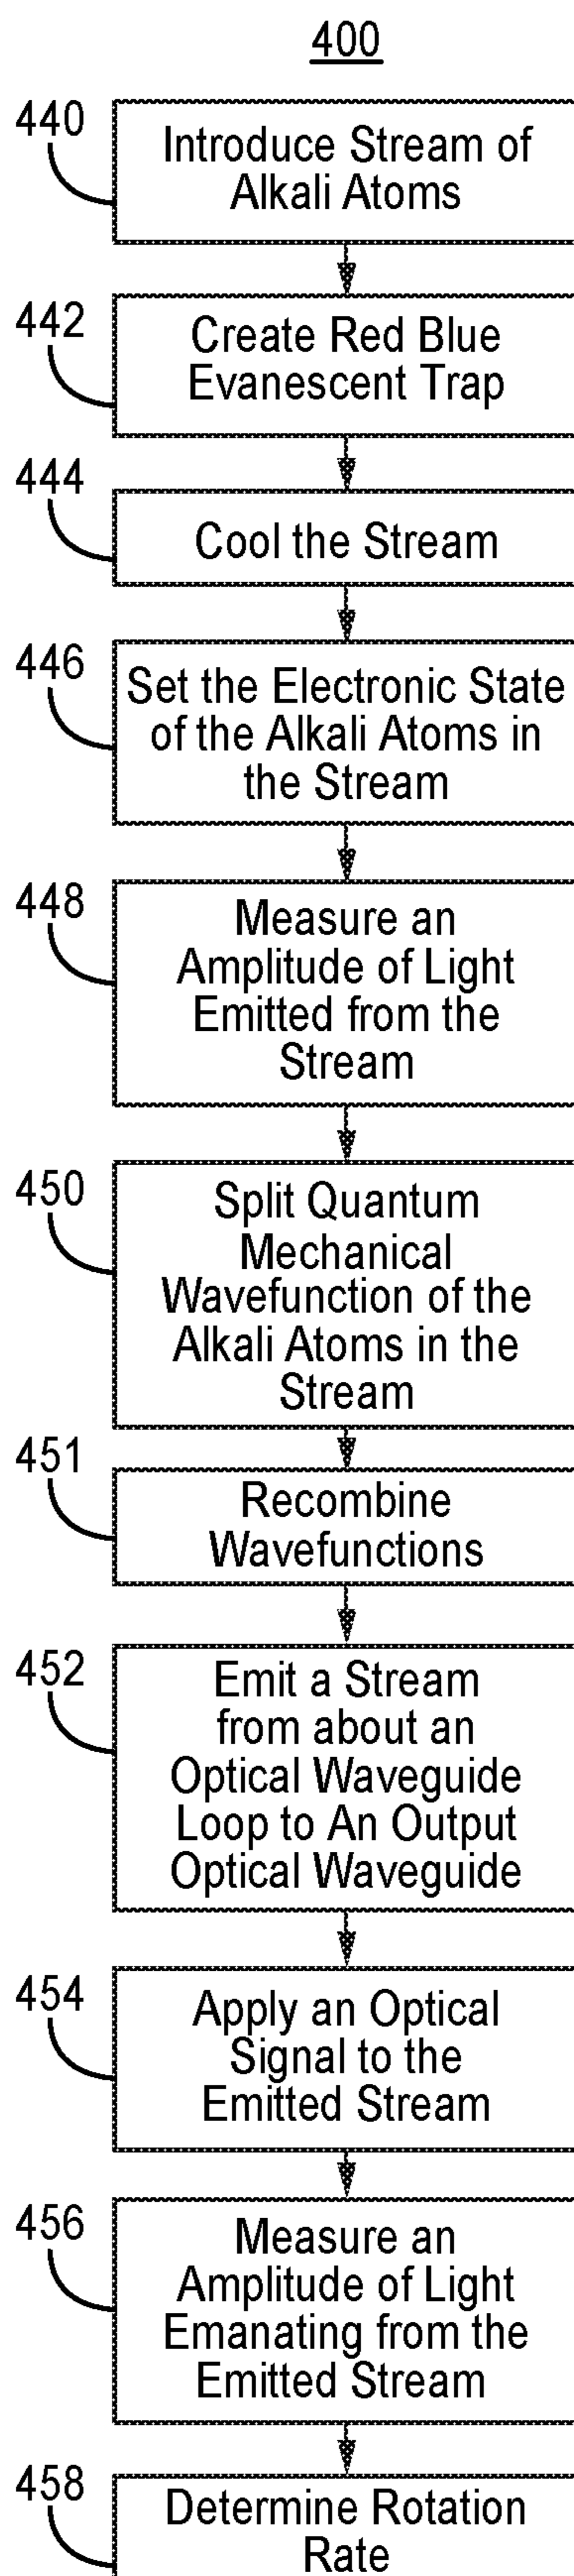 400
440
Introduce Stream of
Alkali Atoms
442
Create Red Blue
Evanescent Trap
444
Cool the Stream
446
Set the Electronic State
of the Alkali Atoms in
the Stream
448
Measure an
Amplitude of Light
Emitted from the
Stream
450
Split Quantum
Mechanical
Wavefunction of the
Alkali Atoms in the
Stream
451
Recombine
Wavefunctions
452
Emit a Stream
from about an
Optical Waveguide
Loop to An Output
Optical Waveguide
454
Apply an Optical
Signal to the
Emitted Stream
456
Measure an
Amplitude of Light
Emanating from the
Emitted Stream
458
Determine Rotation
Rate